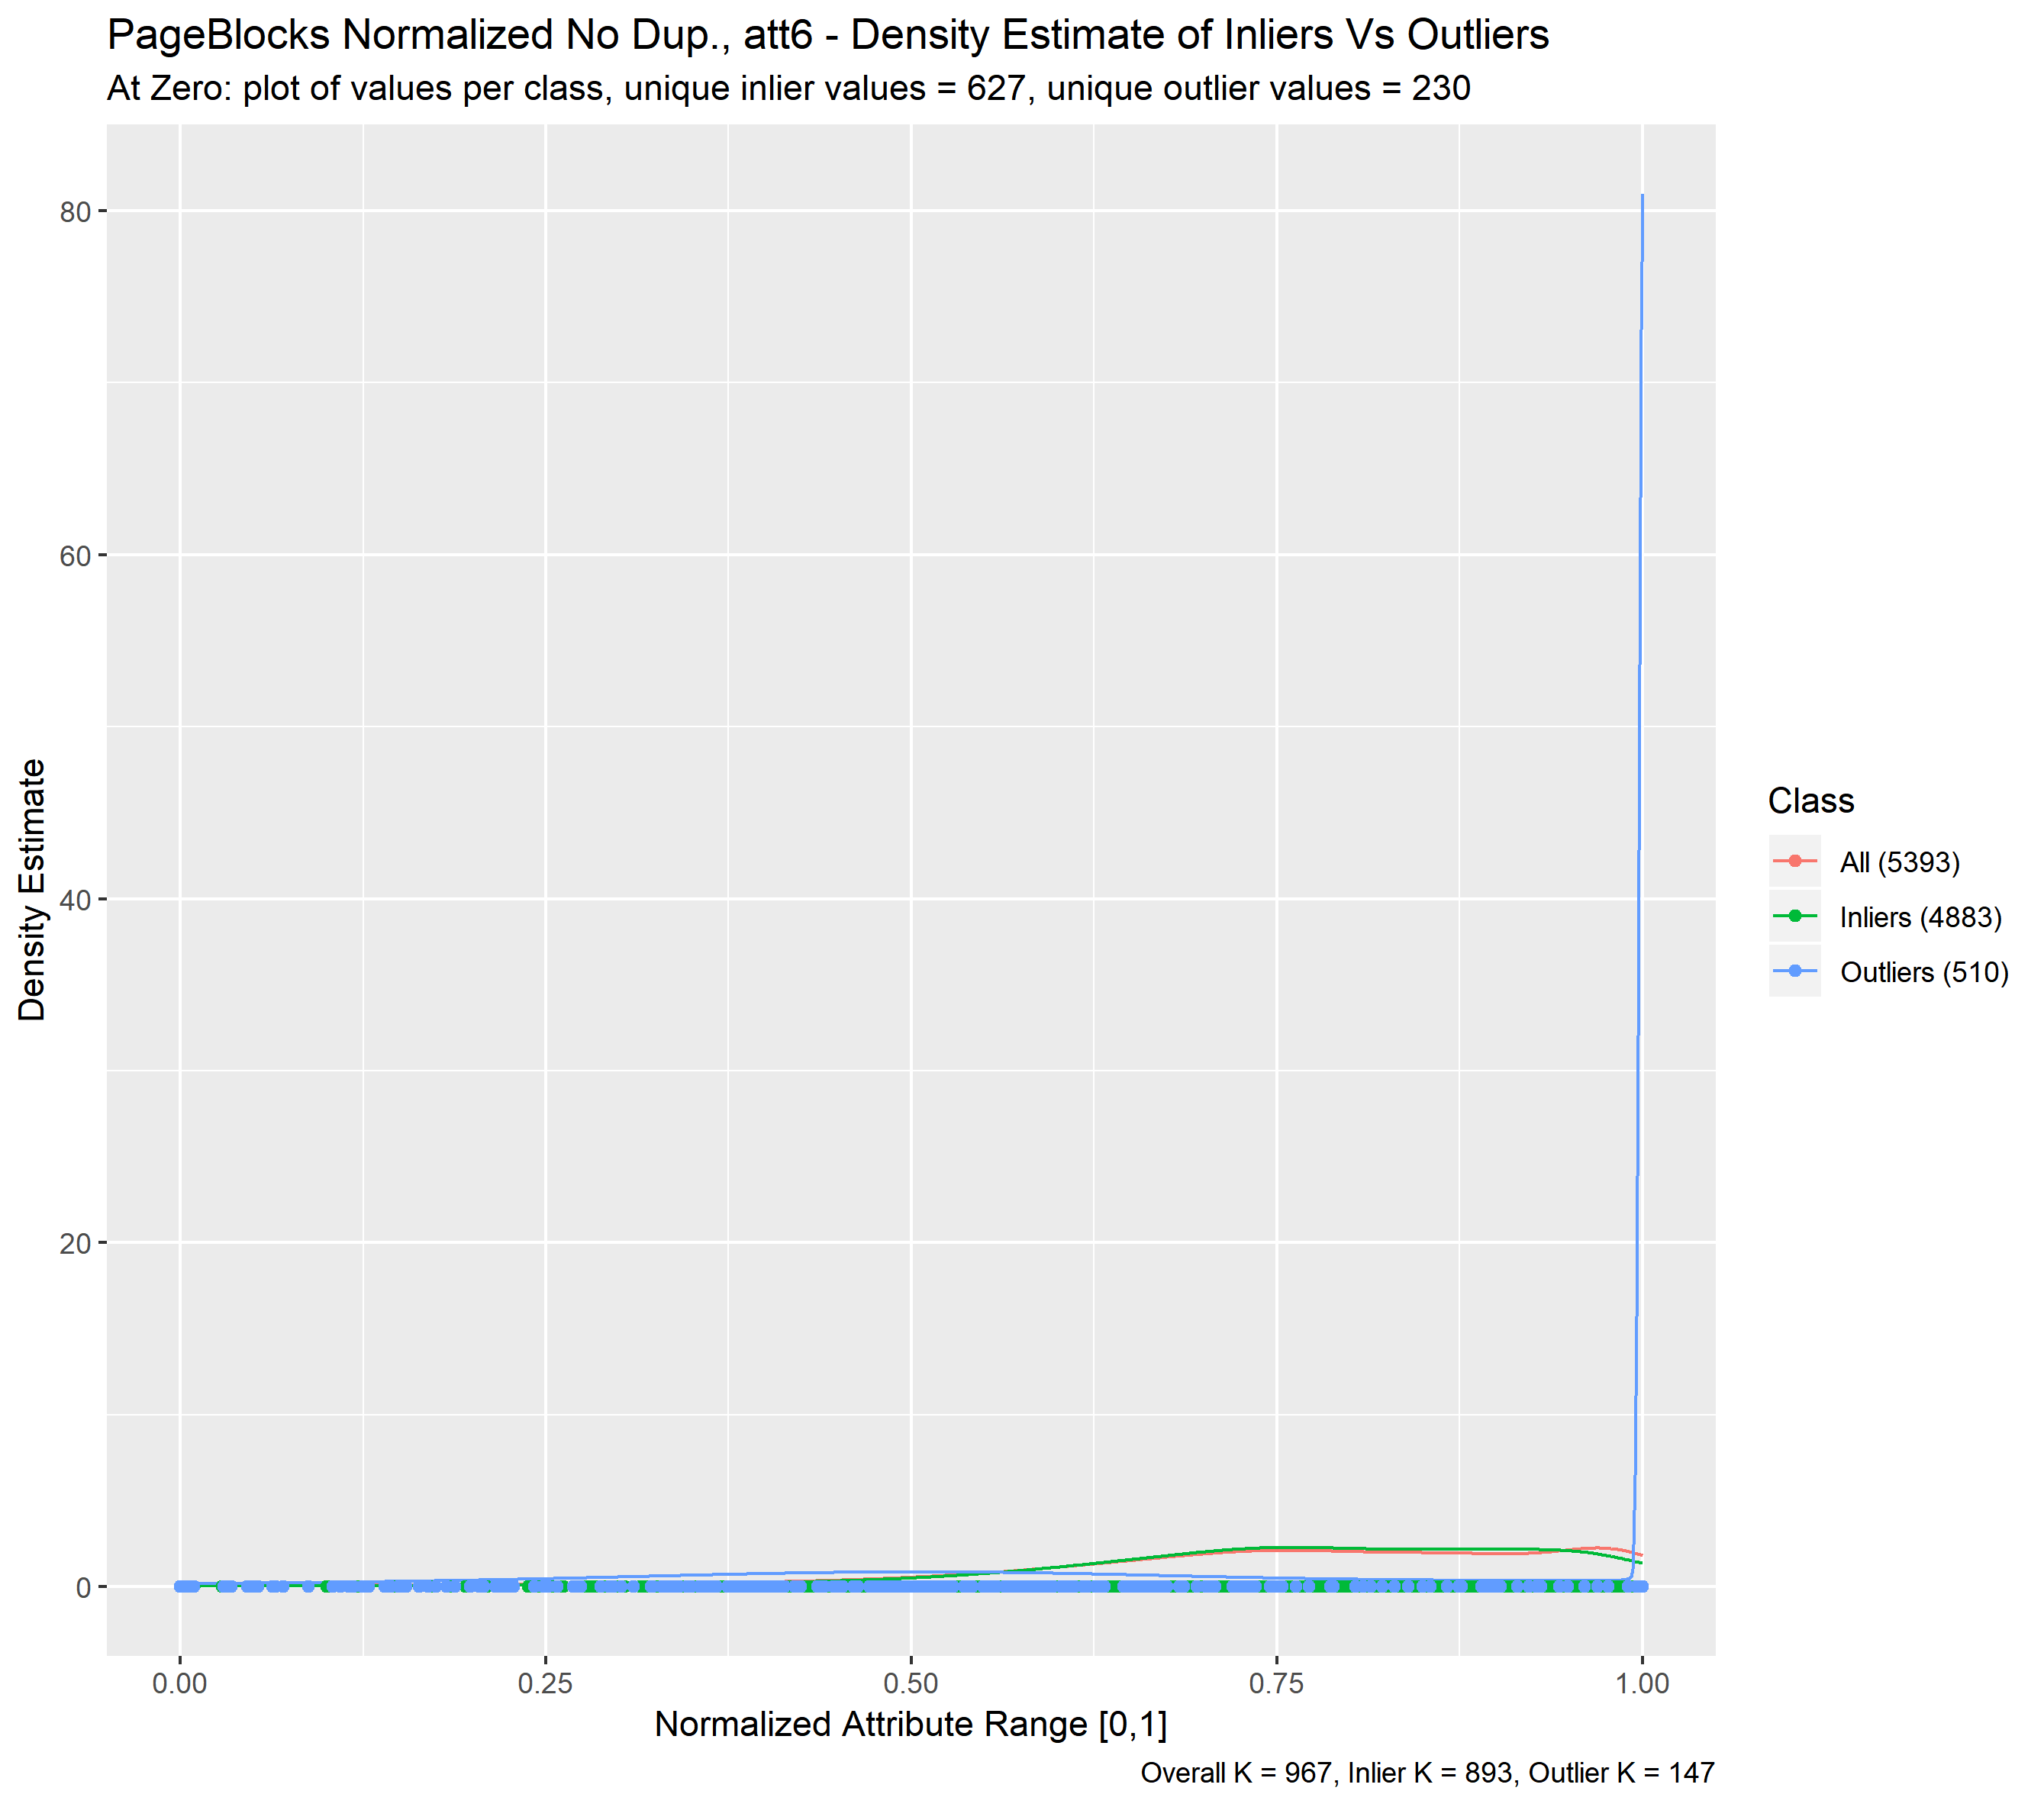 PageBlocks Normalized No Dup., att6 - Density Estimate of Inliers Vs Outliers
At Zero: plot of values per class, unique inlier values = 627, unique outlier values = 230
80
60
40
20
0
Density Estimate
0.00 0.25 0.50 0.75 1.00
Normalized Attribute Range [0,1]
Overall K = 967, Inlier K = 893, Outlier K = 147
Class
All (5393)
Inliers (4883)
Outliers (510)